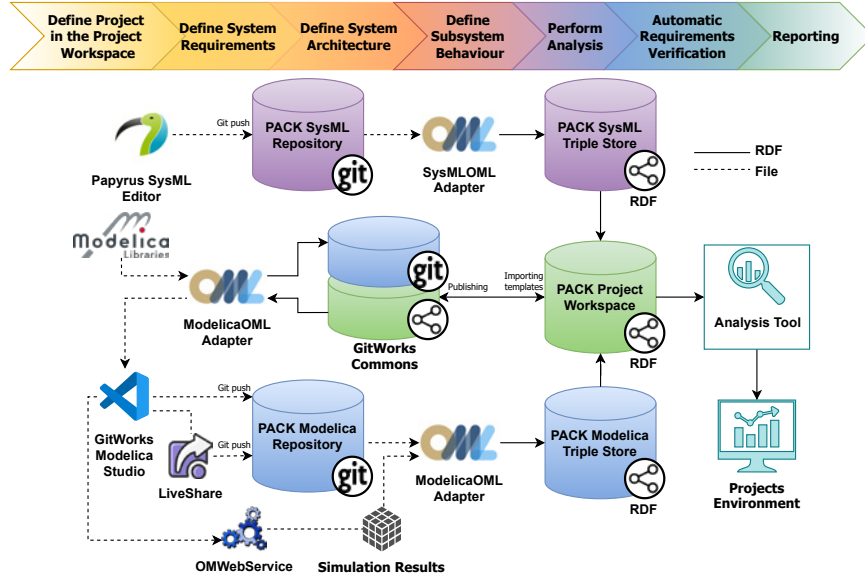 Define Project
in the Project
Workspace
Define System
Requirements
Define System
Architecture
Define
Subsystem
Behaviour
Perform
Analysis
Automatic
Requirements
Verification
Reporting
Papyrus SysML
Editor
Git push
PACK SysML
Repository
git
OML
SysMLOML
Adapter
PACK SysML
Triple Store
RDF
RDF
File
Modelica
Libraries
OML
ModelicaOML
Adapter
git
GitWorks
Commons
Publishing
Importing
templates
PACK Project
Workspace
RDF
Analysis Tool
GitWorks
Modelica
Studio
Git push
Git push
LiveShare
PACK Modelica
Repository
git
OML
ModelicaOML
Adapter
PACK Modelica
Triple Store
RDF
Projects
Environment
OMWebService
Simulation Results